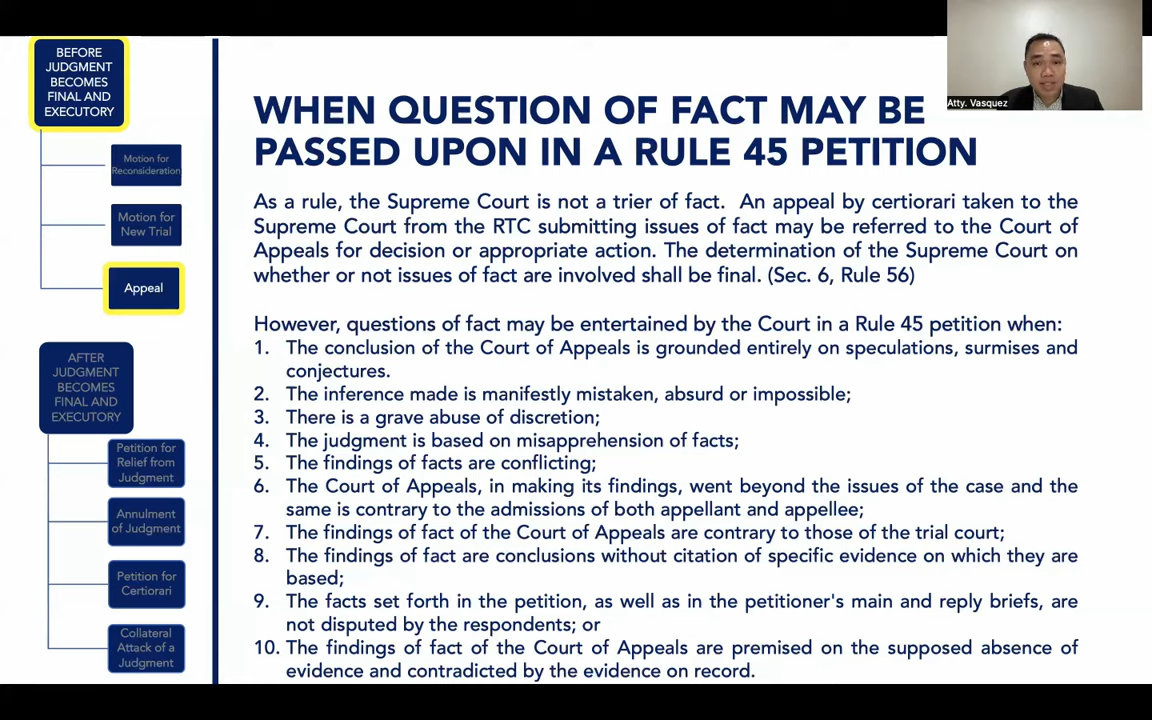 BEFORE
JUDGMENT
BECOMES
FINAL AND
EXECUTORY
Motion for
Reconsideration
Motion for
New Trial
Appeal
AFTER
JUDGMENT
BECOMES
FINAL AND
EXECUTORY
Petition for
Relief from
Judgment
Annulment
of Judgment
Petition for
Certiorari
Collateral
Attack of a
Judgment
Atty. Vasquez
WHEN QUESTION OF FACT MAY BE
PASSED UPON IN A RULE 45 PETITION
As a rule, the Supreme Court is not a trier of fact. An appeal by certiorari taken to the
Supreme Court from the RTC submitting issues of fact may be referred to the Court of
Appeals for decision or appropriate action. The determination of the Supreme Court on
whether or not issues of fact are involved shall be final. (Sec. 6, Rule 56)
However, questions of fact may be entertained by the Court in a Rule 45 petition when:
1. The conclusion of the Court of Appeals is grounded entirely on speculations, surmises and
conjectures.
2. The inference made is manifestly mistaken, absurd or impossible;
3. There is a grave abuse of discretion;
4. The judgment is based on misapprehension of facts;
5. The findings of facts are conflicting;
6. The Court of Appeals, in making its findings, went beyond the issues of the case and the
same is contrary to the admissions of both appellant and appellee;
7. The findings of fact of the Court of Appeals are contrary to those of the trial court;
8. The findings of fact are conclusions without citation of specific evidence on which they are
based;
9. The facts set forth in the petition, as well as in the petitioner's main and reply briefs, are
not disputed by the respondents; or
10. The findings of fact of the Court of Appeals are premised on the supposed absence of
evidence and contradicted by the evidence on record.